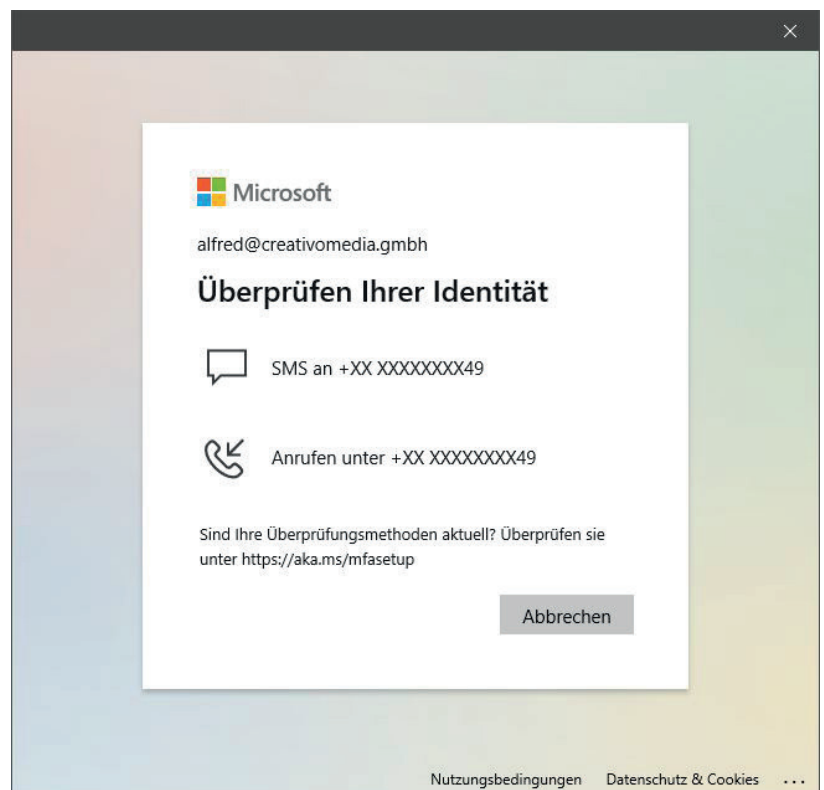 Microsoft
alfred@creativomedia.gmbh
Überprüfen Ihrer Identität
SMS an +XX XXXXXXXX49
Anrufen unter +XX XXXXXXXX49
Sind Ihre Überprüfungsmethoden aktuell? Überprüfen sie
unter https://aka.ms/mfasetup
Abbrechen
Nutzungsbedingungen Datenschutz & Cookies ...